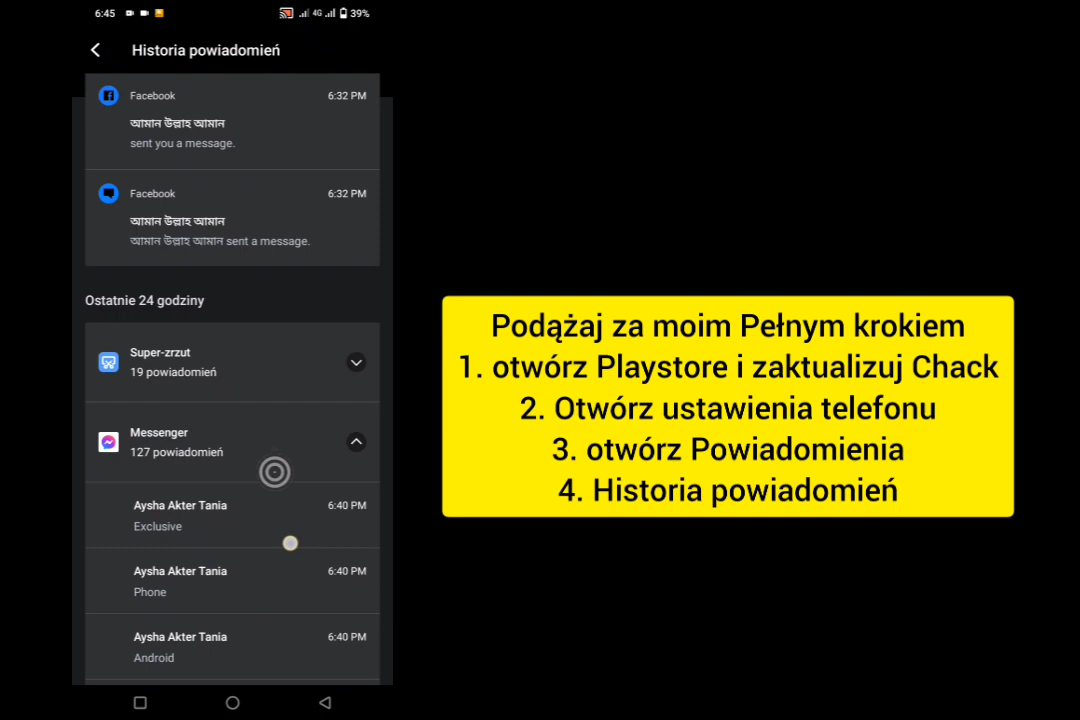 6:45
4G
39%
Historia powiadomień
Facebook 6:32 PM
আমান উল্লাহ আমান
sent you a message.
Facebook 6:32 PM
আমান উল্লাহ আমান
আমান উল্লাহ আমান sent a message.
Ostatnie 24 godziny
Super-zrzut
19 powiadomień
Messenger
127 powiadomień
Aysha Akter Tania 6:40 PM
Exclusive
Aysha Akter Tania 6:40 PM
Phone
Aysha Akter Tania 6:40 PM
Android
Podążaj za moim Pełnym krokiem
1. otwórz Playstore i zaktualizuj Chack
2. Otwórz ustawienia telefonu
3. otwórz Powiadomienia
4. Historia powiadomień